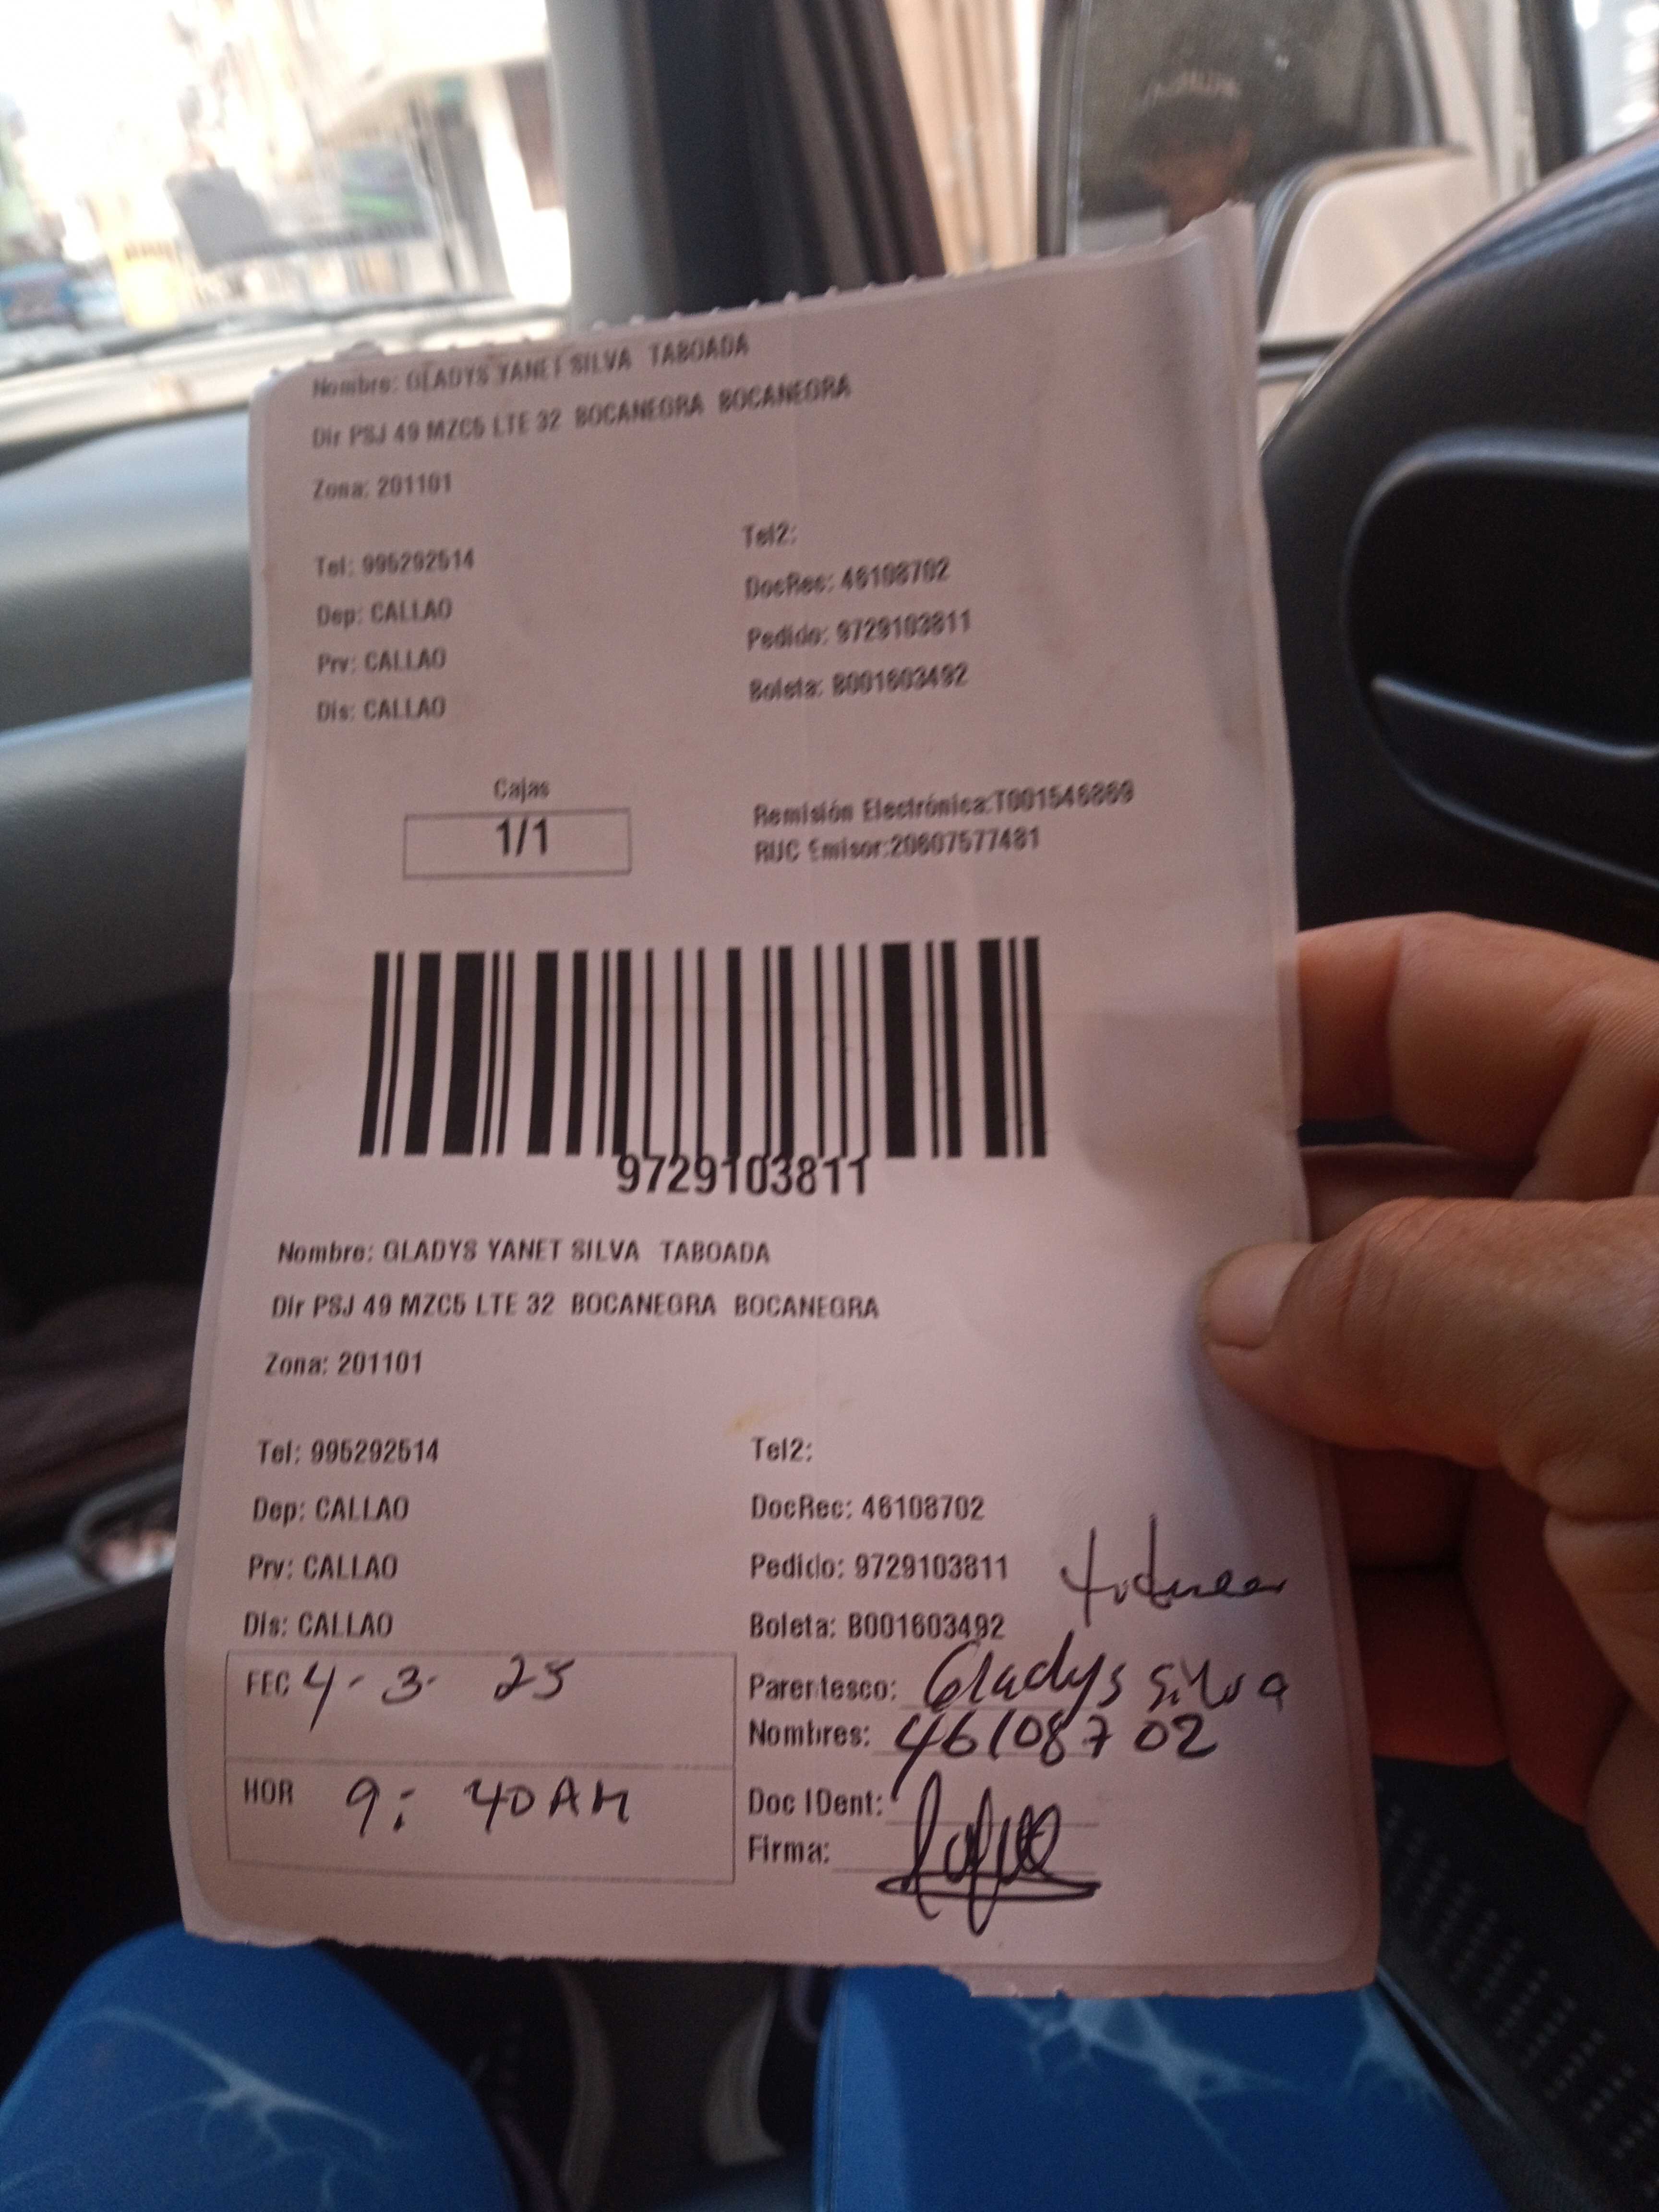 Nombre: GLADYS YANET SILVA TABOADA
Dir PSJ 49 MZC5 LTE 32 BOCANEGRA BOCANEGRA
Zona: 201101
Tel: 995292514
Tel2:
Dep: CALLAO
DocRec: 46108702
Prv: CALLAO
Pedido: 9729103811
Dis: CALLAO
Boleta: B001603492
Cajas
1/1
Remisión Electrónica:T001546869
RUC Emisor:20607577481
9729103811
Nombre: GLADYS YANET SILVA TABOADA
Dir PSJ 49 MZC5 LTE 32 BOCANEGRA BOCANEGRA
Zona: 201101
Tel: 995292514
Tel2:
Dep: CALLAO
DocRec: 46108702
Prv: CALLAO
Pedido: 9729103811
Dis: CALLAO
Boleta: B001603492
FEC 4-3-25
Parentesco: Gladys Silva
Nombres: 46108702
HOR 9:40AM
Doc IDent:
Firma: